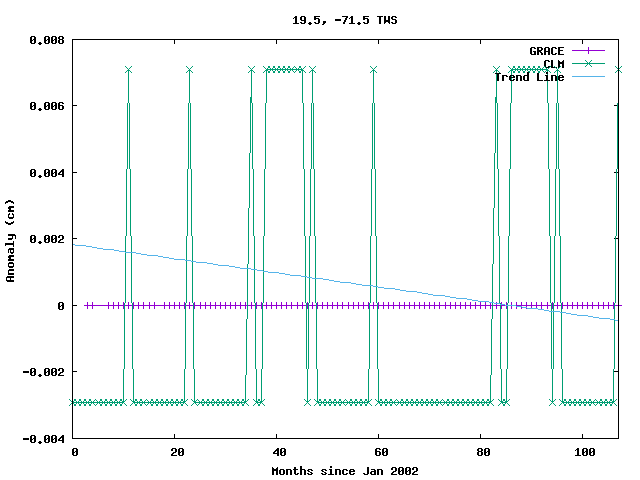 19.5, -71.5 TWS
0.008
0.006
0.004
0.002
0
-0.002
-0.004
Anomaly (cm)
GRACE
CLM
Trend Line
0 20 40 60 80 100
Months since Jan 2002